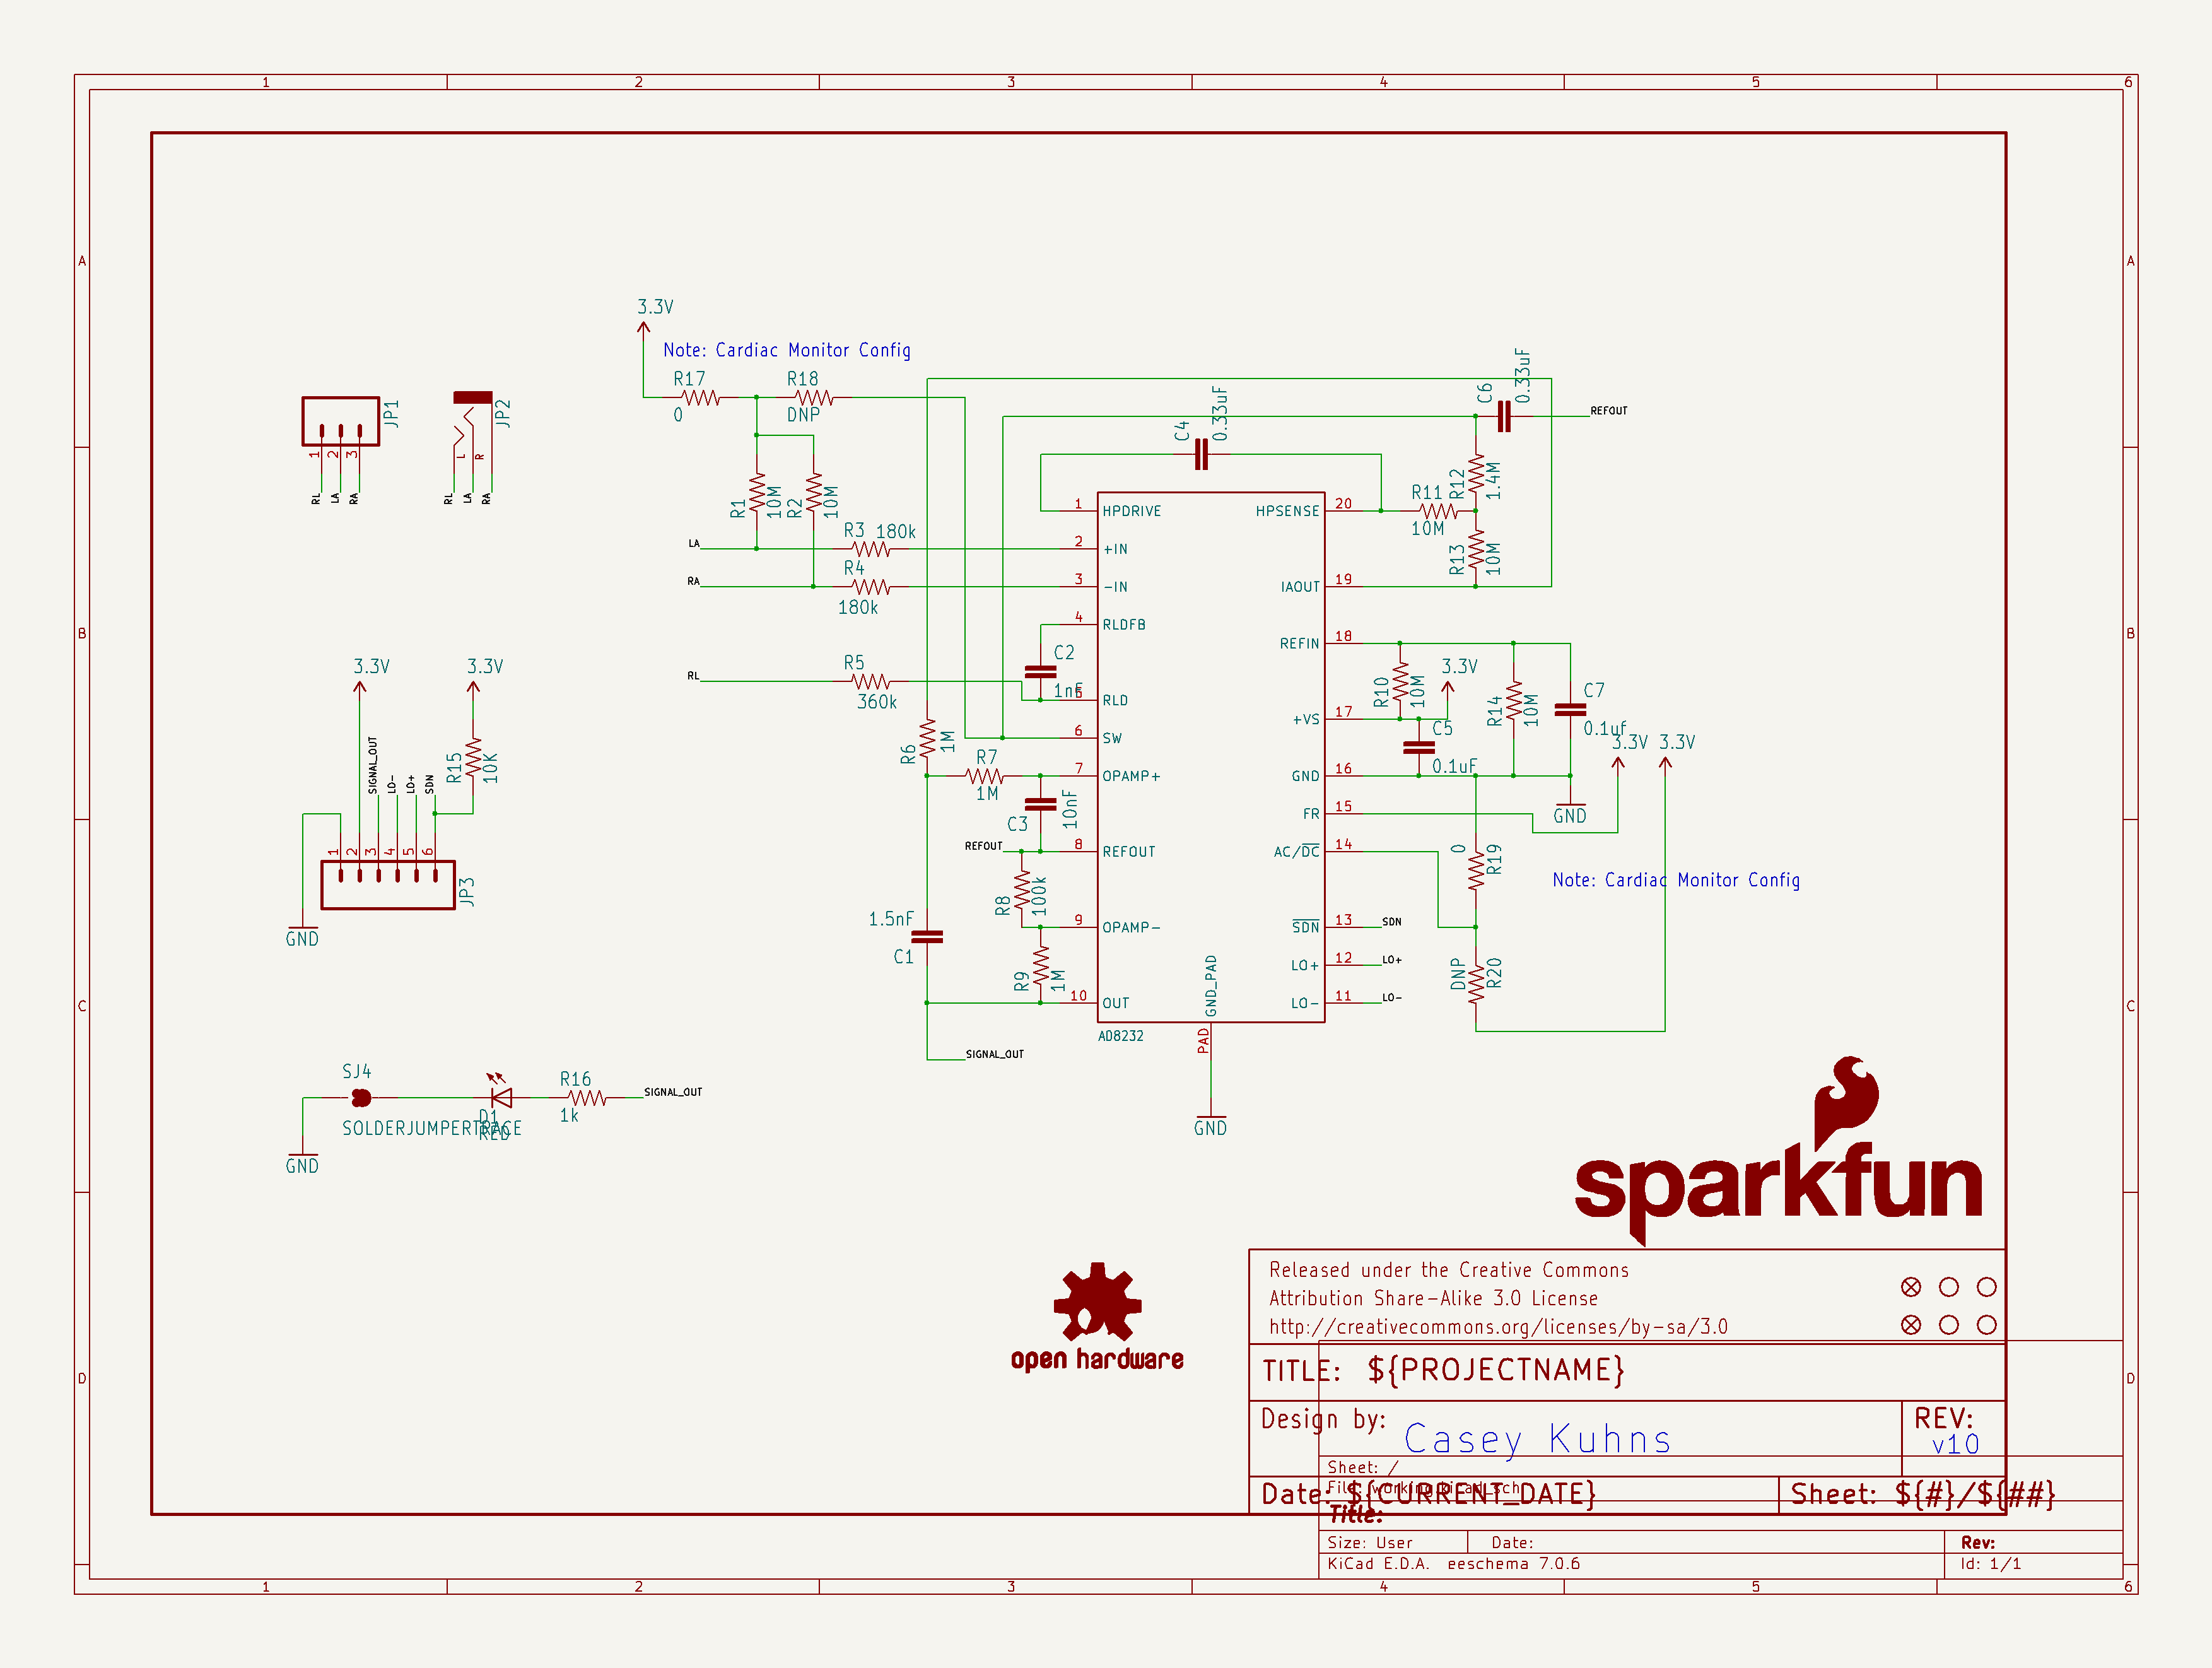 1 2 3 4 5 6
A A
B B
C C
D D
3.3V
Note: Cardiac Monitor Config
R17
0
R18
DNP
JP1
1 2 3
RL LA RA
JP2
L R
RL LA RA
R1
10M
R2
10M
LA
R3 180k
RA
R4
180k
RL
R5
360k
C4
0.33uF
C6
0.33uF
REFOUT
R12
1.4M
R11
10M
R13
10M
1 HPDRIVE
2 +IN
3 -IN
4 RLDFB
5 RLD
6 SW
7 OPAMP+
8 REFOUT
9 OPAMP-
10 OUT
HPSENSE 20
IAOUT 19
REFIN 18
+VS 17
GND 16
FR 15
AC/DC 14
SDN 13
LO+ 12
LO- 11
GND_PAD
PAD
AD8232
GND
C2
1nF
R6
1M
R7
1M
C3
10nF
REFOUT
R8
100k
R9
1M
1.5nF
C1
SIGNAL_OUT
R10
10M
3.3V
C5
0.1uF
R14
10M
C7
0.1uf
3.3V 3.3V
GND
0
R19
Note: Cardiac Monitor Config
DNP
R20
SDN
LO+
LO-
3.3V
3.3V
SIGNAL_OUT
LO-
LO+
SDN
R15
10K
1 2 3 4 5 6
JP3
GND
SJ4
SOLDERJUMPERTRACE
D1
RED
R16
1k
SIGNAL_OUT
GND
sparkfun
open hardware
Released under the Creative Commons
Attribution Share-Alike 3.0 License
http://creativecommons.org/licenses/by-sa/3.0
TITLE: ${PROJECTNAME}
Design by: Casey Kuhns
REV:
v10
Sheet: /
File: working.kicad_sch
Date: ${CURRENT_DATE}
Sheet: ${#}/${##}
Title:
Size: User
Date:
Rev:
KiCad E.D.A. eeschema 7.0.6
Id: 1/1
1 2 3 4 5 6